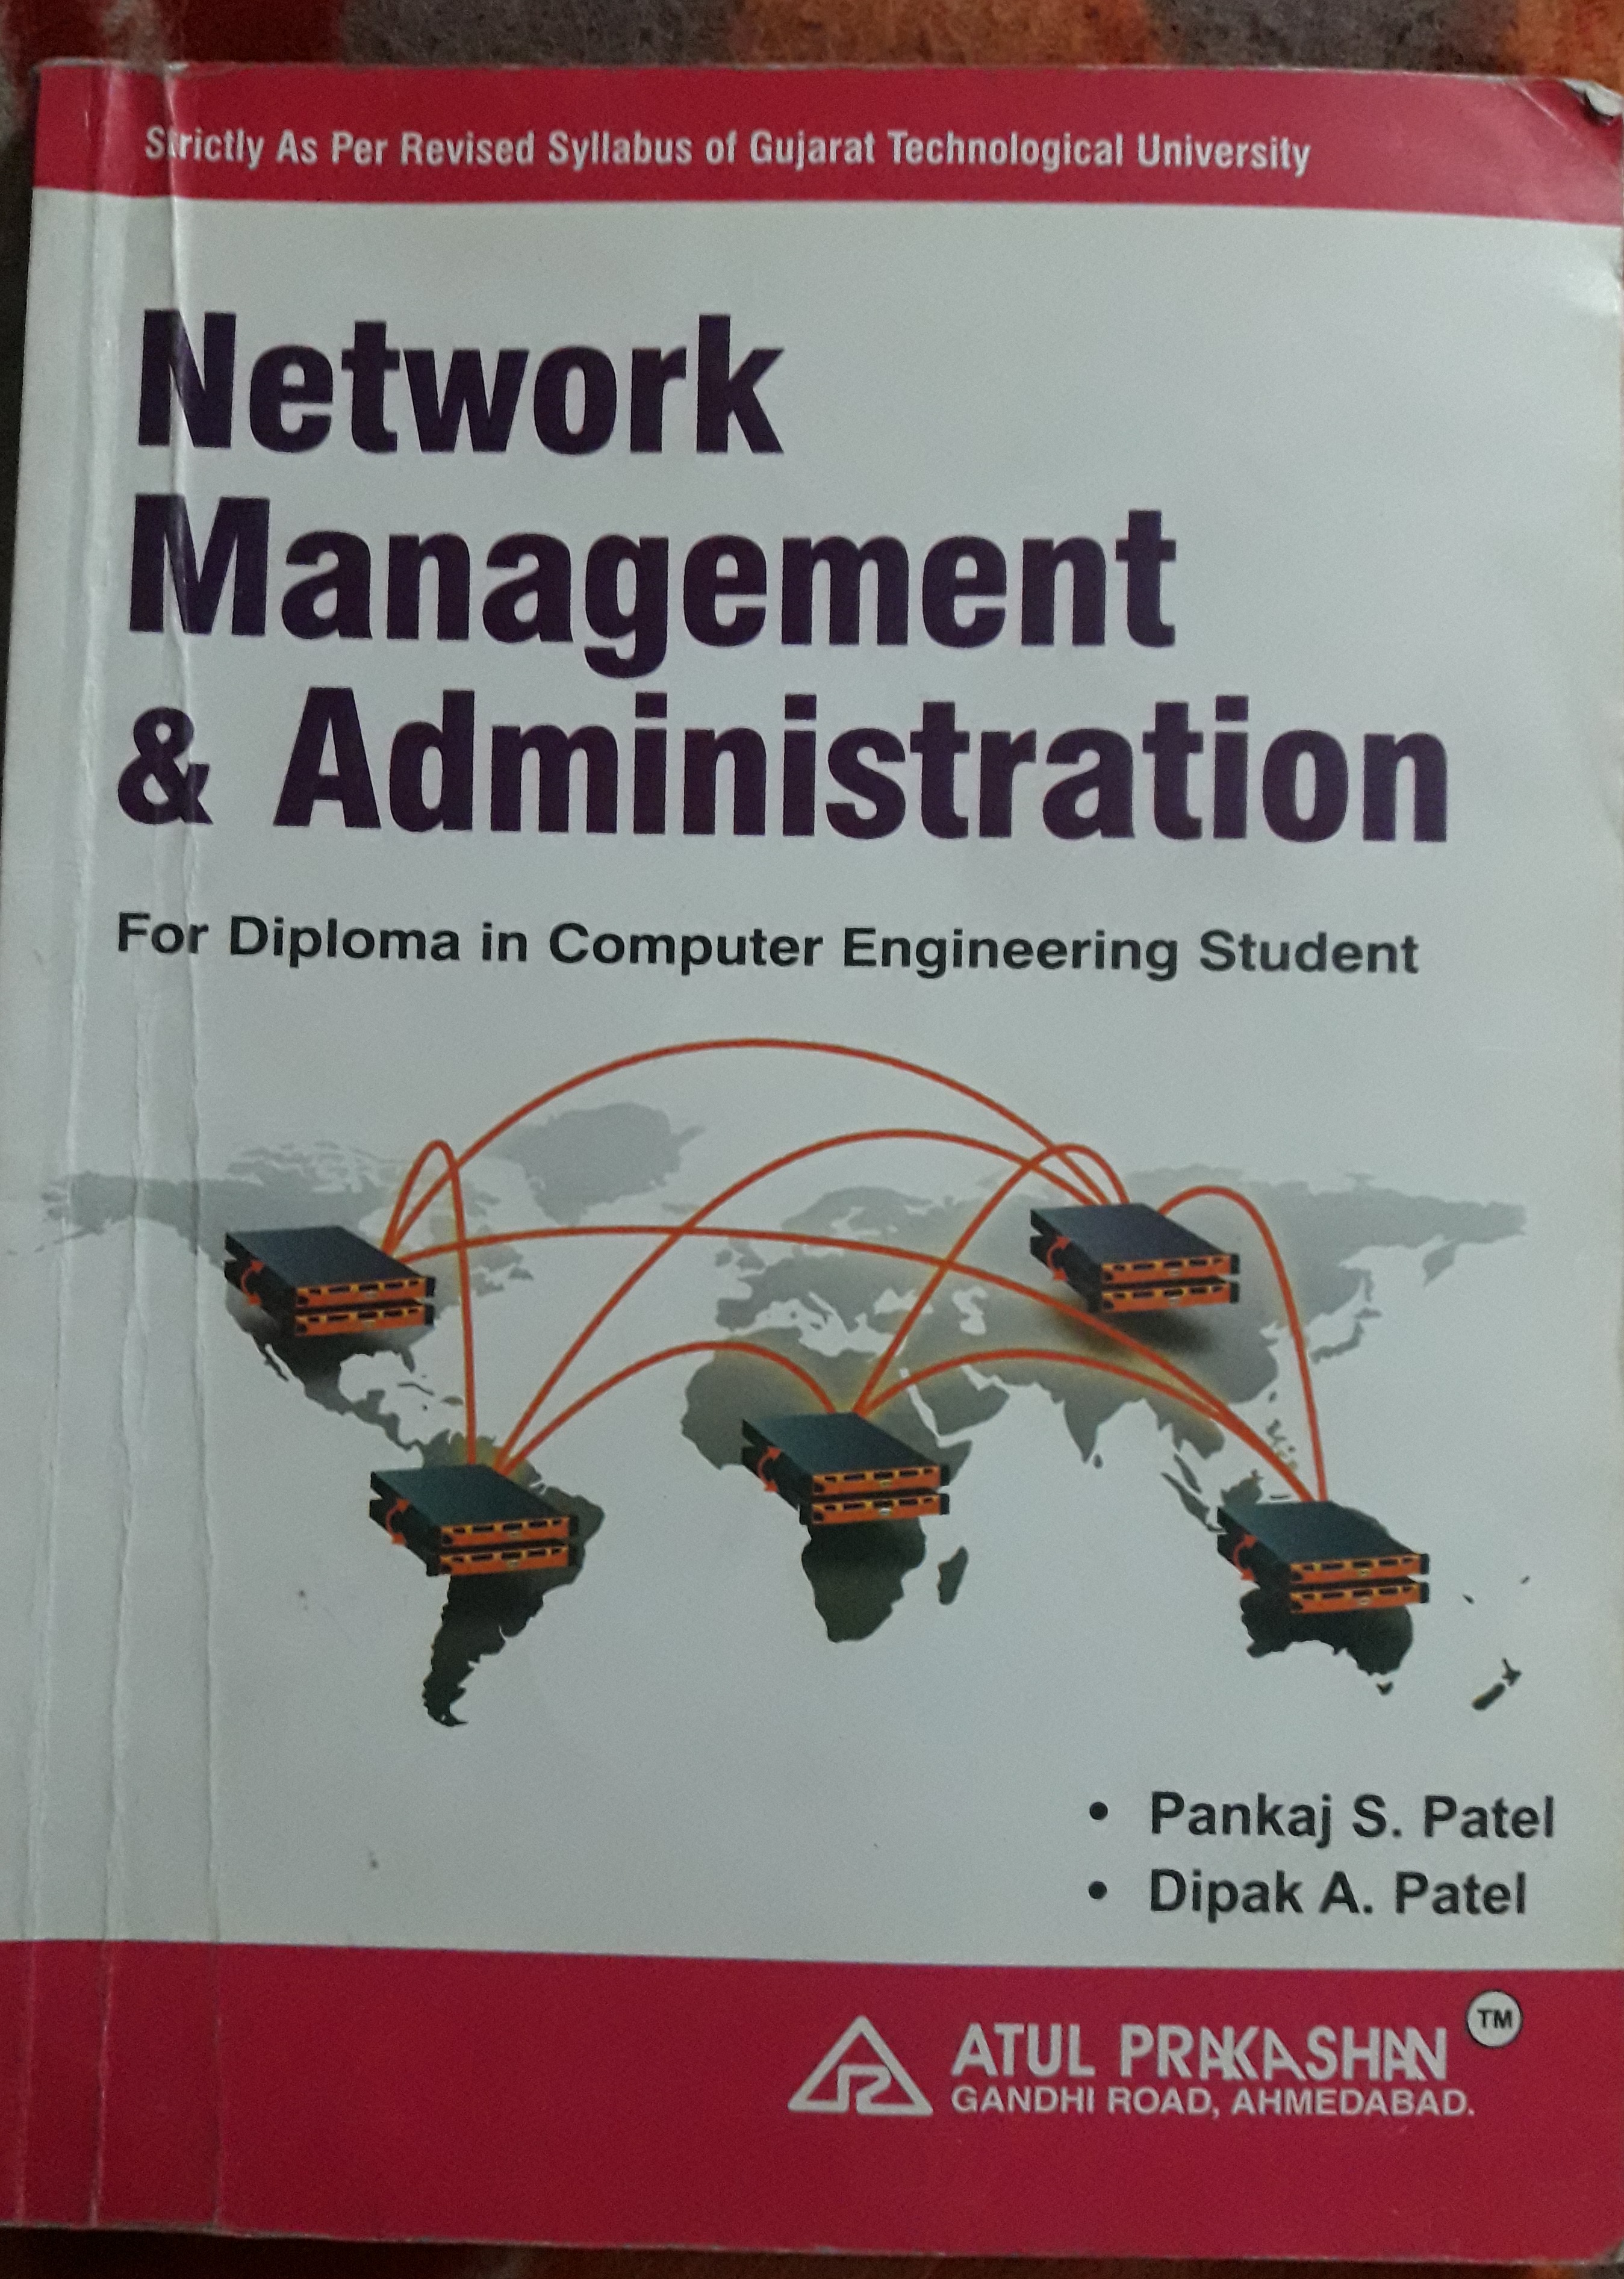 Strictly As Per Revised Syllabus of Gujarat Technological University
Network
Management
& Administration
For Diploma in Computer Engineering Student
• Pankaj S. Patel
• Dipak A. Patel
ATUL PRAKASHAN TM
GANDHI ROAD, AHMEDABAD.